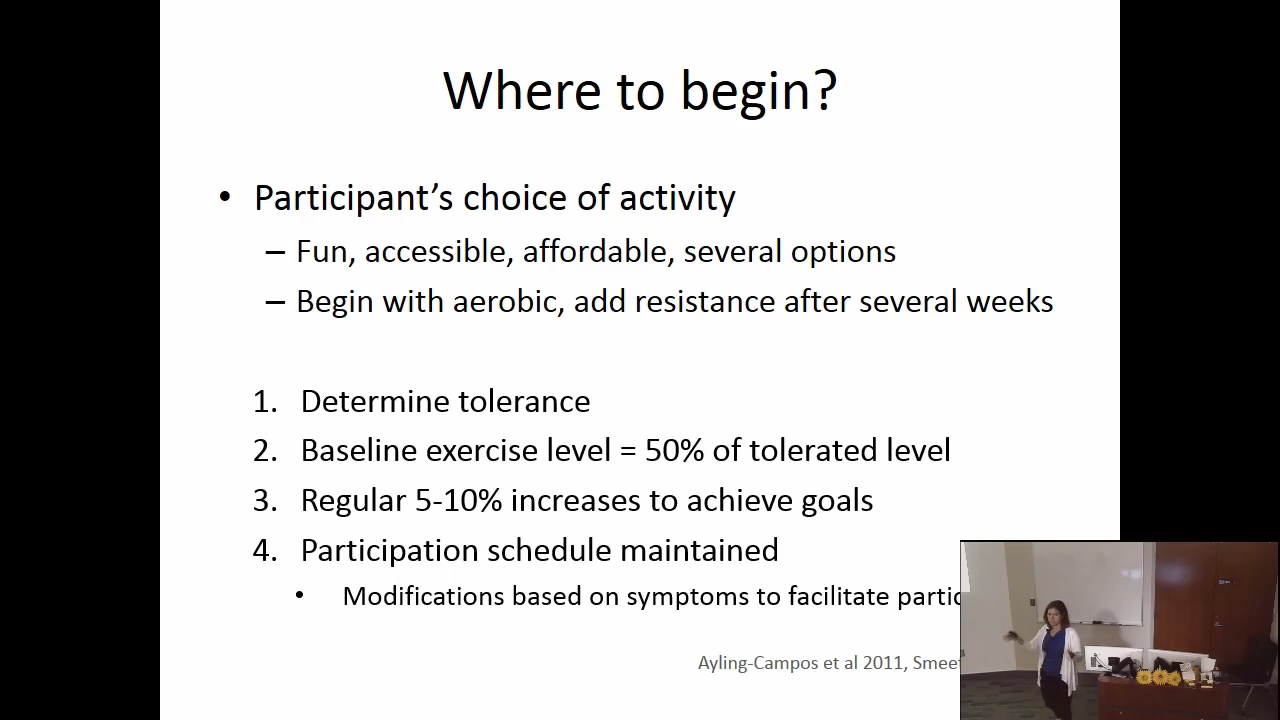 Where to begin?
• Participant’s choice of activity
– Fun, accessible, affordable, several options
– Begin with aerobic, add resistance after several weeks
1. Determine tolerance
2. Baseline exercise level = 50% of tolerated level
3. Regular 5-10% increases to achieve goals
4. Participation schedule maintained
• Modifications based on symptoms to facilitate
Ayling-Campos et al 2011,